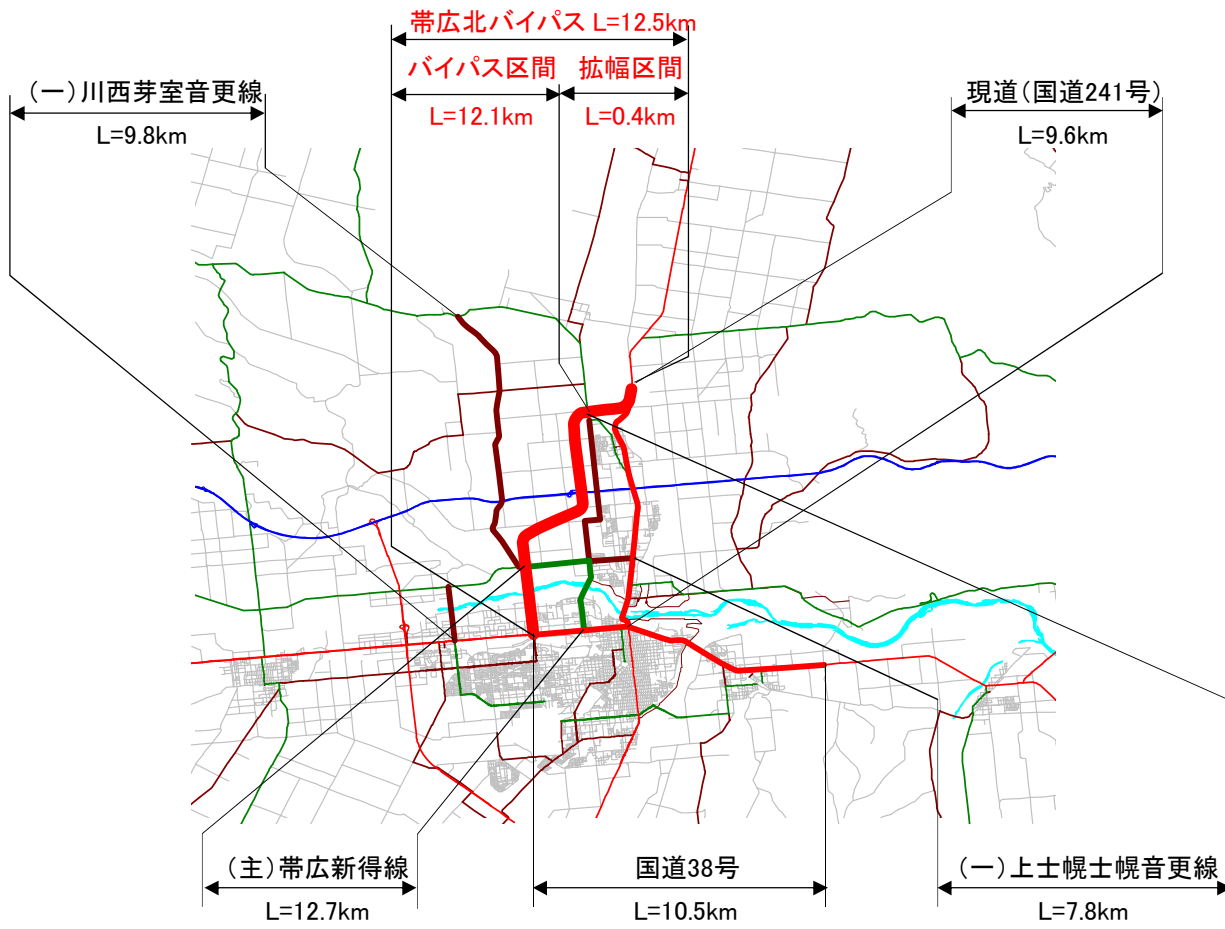 帯広北バイパス L=12.5km
バイパス区間
拡幅区間
L=12.1km
L=0.4km
(一)川西芽室音更線
L=9.8km
現道(国道241号)
L=9.6km
(主)帯広新得線
L=12.7km
国道38号
L=10.5km
(一)上士幌士幌音更線
L=7.8km